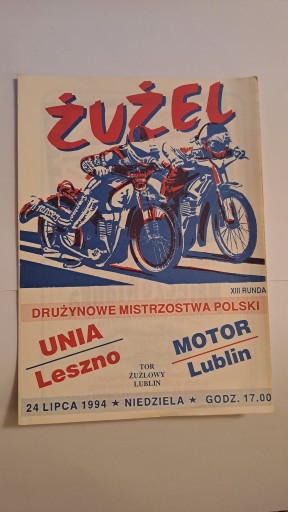 ŻUŻEL
XIII RUNDA
DRUŻYNOWE MISTRZOSTWA POLSKI
UNIA
Leszno
MOTOR
Lublin
TOR
ŻUŻLOWY
LUBLIN
24 LIPCA 1994 ★ NIEDZIELA ★ GODZ. 17.00